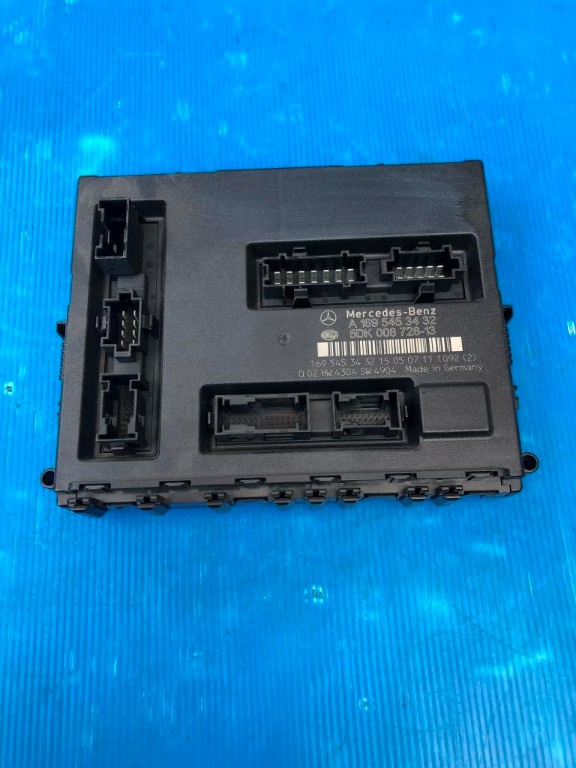 Mercedes-Benz
A 169 545 34 32
5DK 008 728-13
169 545 34 32 15 05 07 11 1092 (2)
Q:02 HW:4304 SW:4904 Made in Germany